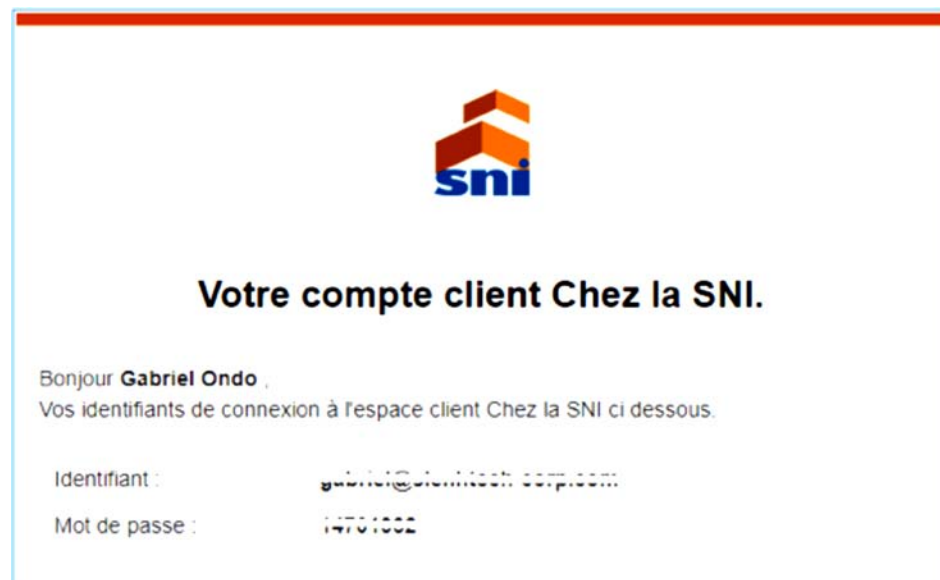 sni
Votre compte client Chez la SNI.
Bonjour Gabriel Ondo ,
Vos identifiants de connexion à l'espace client Chez la SNI ci dessous.
Identifiant :
Mot de passe :